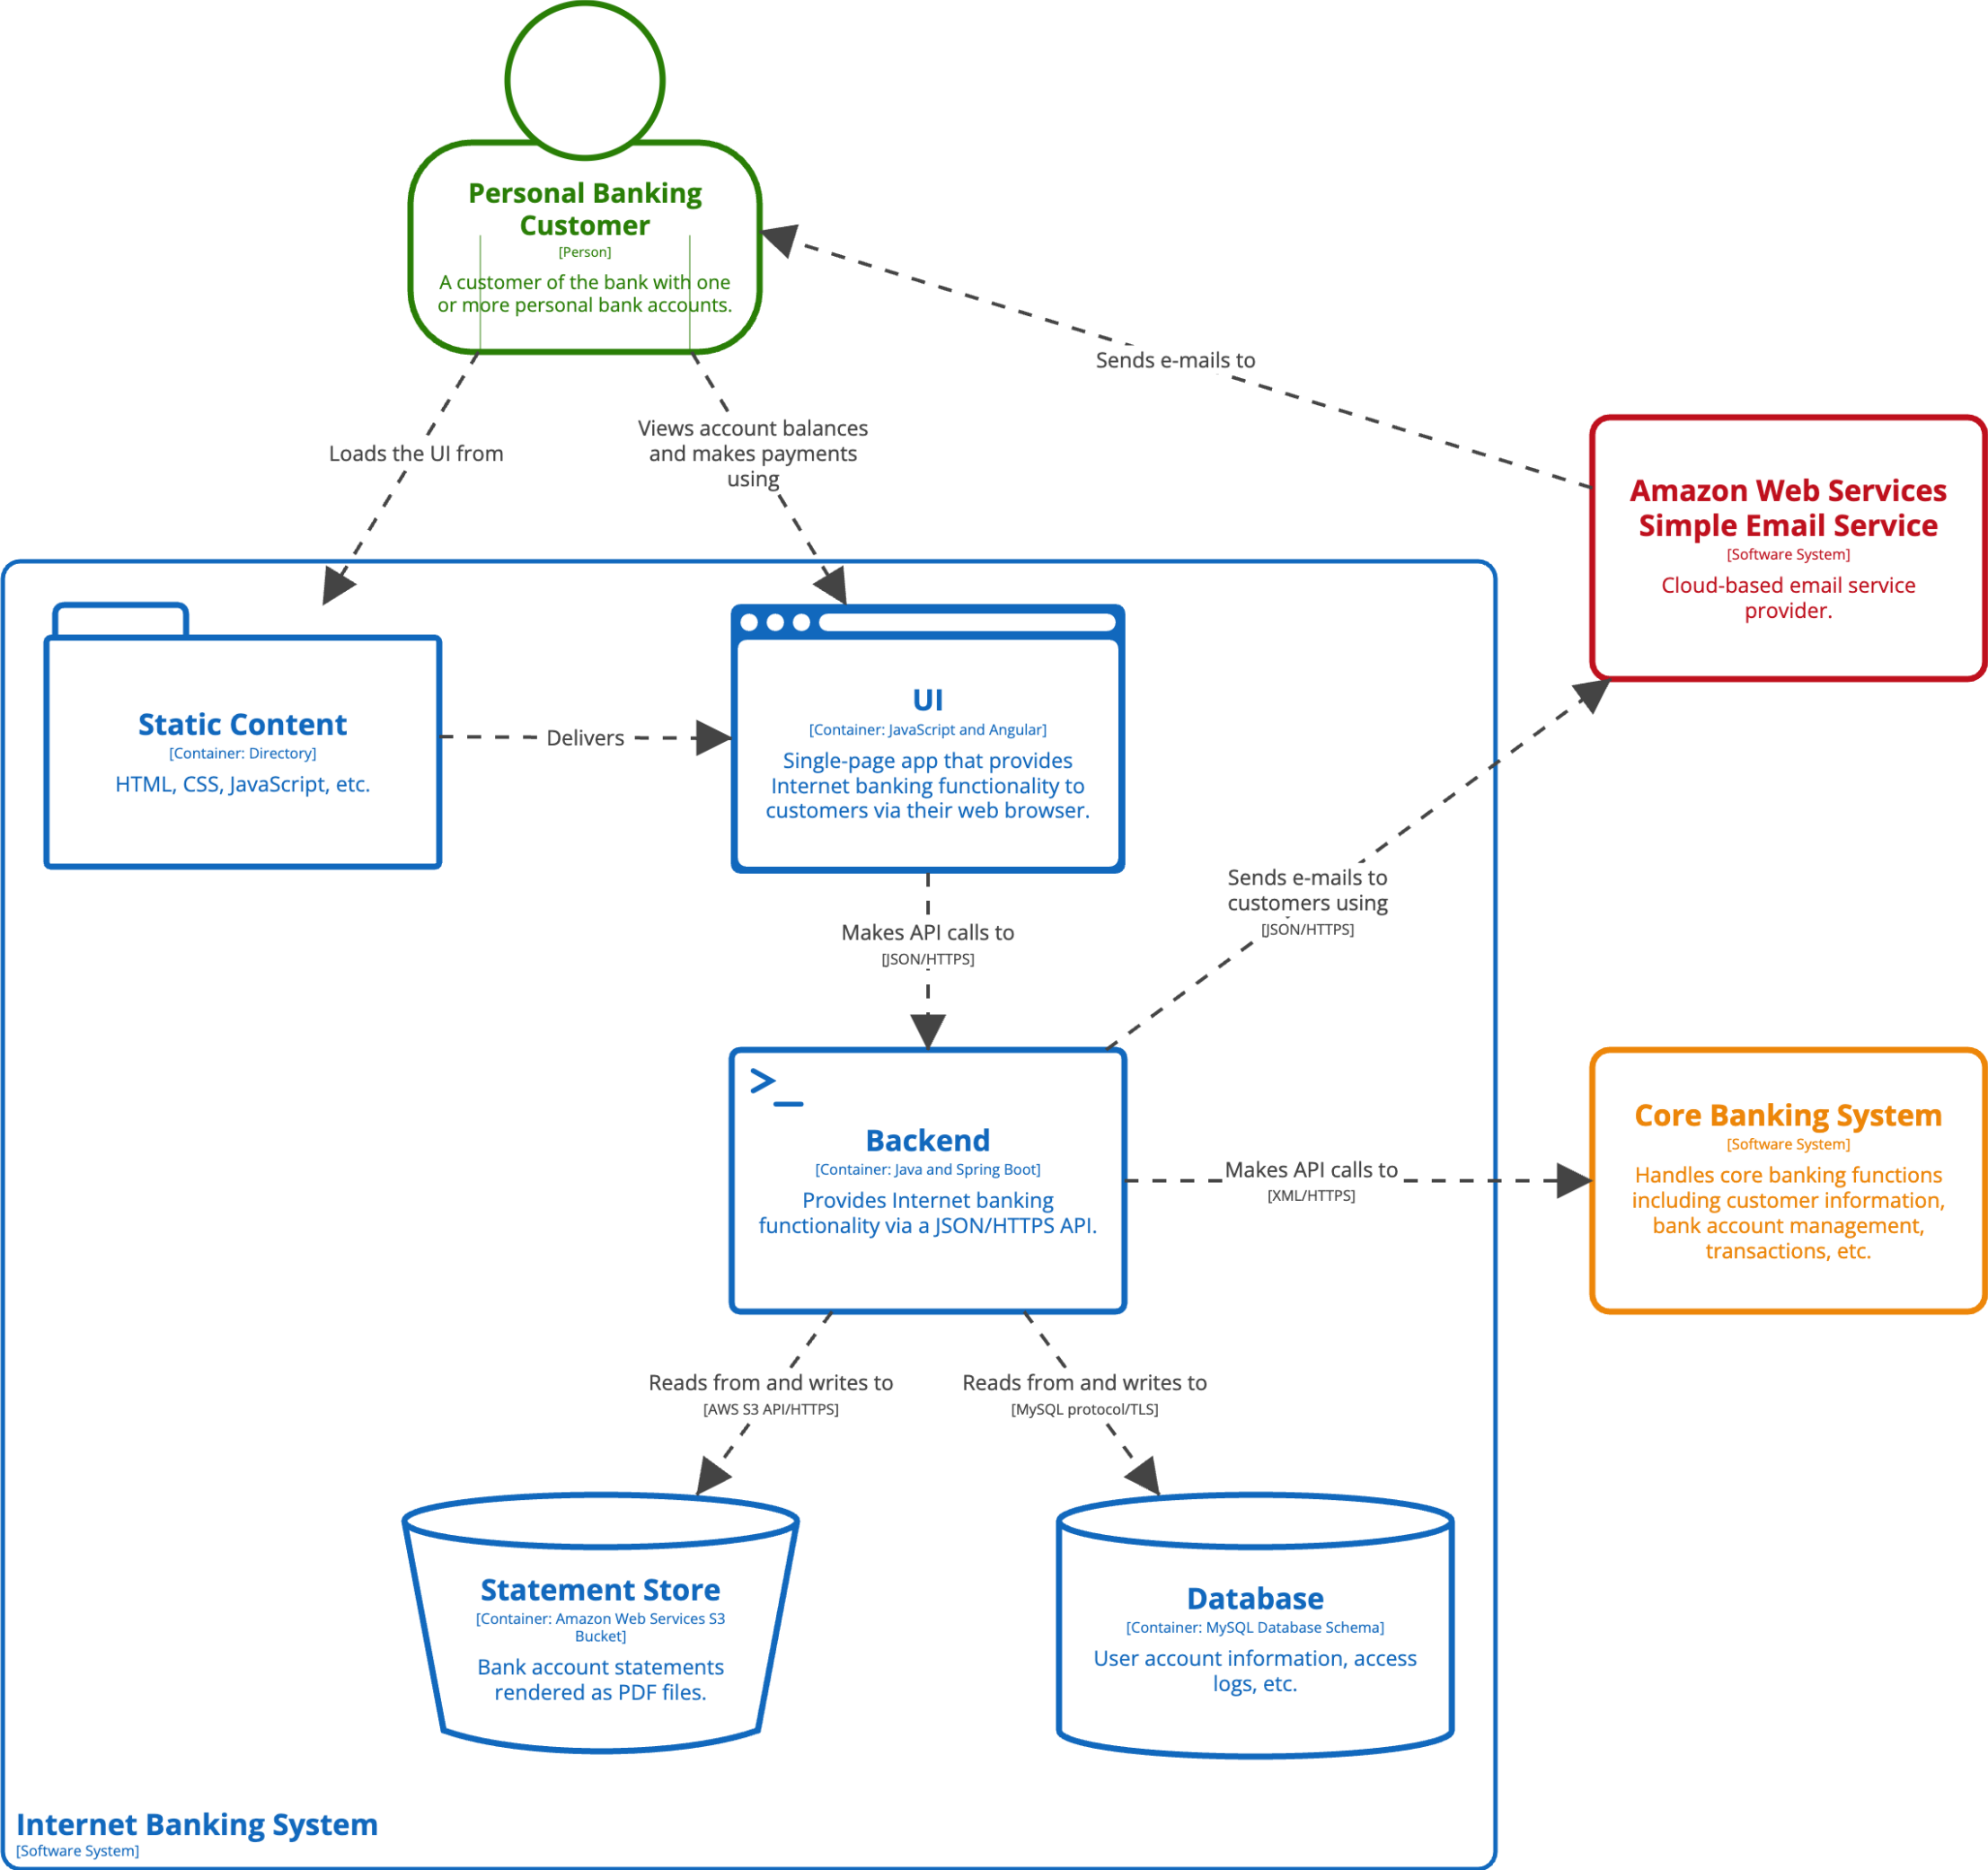 Personal Banking
Customer
[Person]
A customer of the bank with one
or more personal bank accounts.
Sends e-mails to
Loads the UI from
Views account balances
and makes payments
using
Amazon Web Services
Simple Email Service
[Software System]
Cloud-based email service
provider.
Static Content
[Container: Directory]
HTML, CSS, JavaScript, etc.
Delivers
UI
[Container: JavaScript and Angular]
Single-page app that provides
Internet banking functionality to
customers via their web browser.
Makes API calls to
[JSON/HTTPS]
Sends e-mails to
customers using
[JSON/HTTPS]
>_
Backend
[Container: Java and Spring Boot]
Provides Internet banking
functionality via a JSON/HTTPS API.
Makes API calls to
[XML/HTTPS]
Core Banking System
[Software System]
Handles core banking functions
including customer information,
bank account management,
transactions, etc.
Reads from and writes to
[AWS S3 API/HTTPS]
Reads from and writes to
[MySQL protocol/TLS]
Statement Store
[Container: Amazon Web Services S3
Bucket]
Bank account statements
rendered as PDF files.
Database
[Container: MySQL Database Schema]
User account information, access
logs, etc.
Internet Banking System
[Software System]